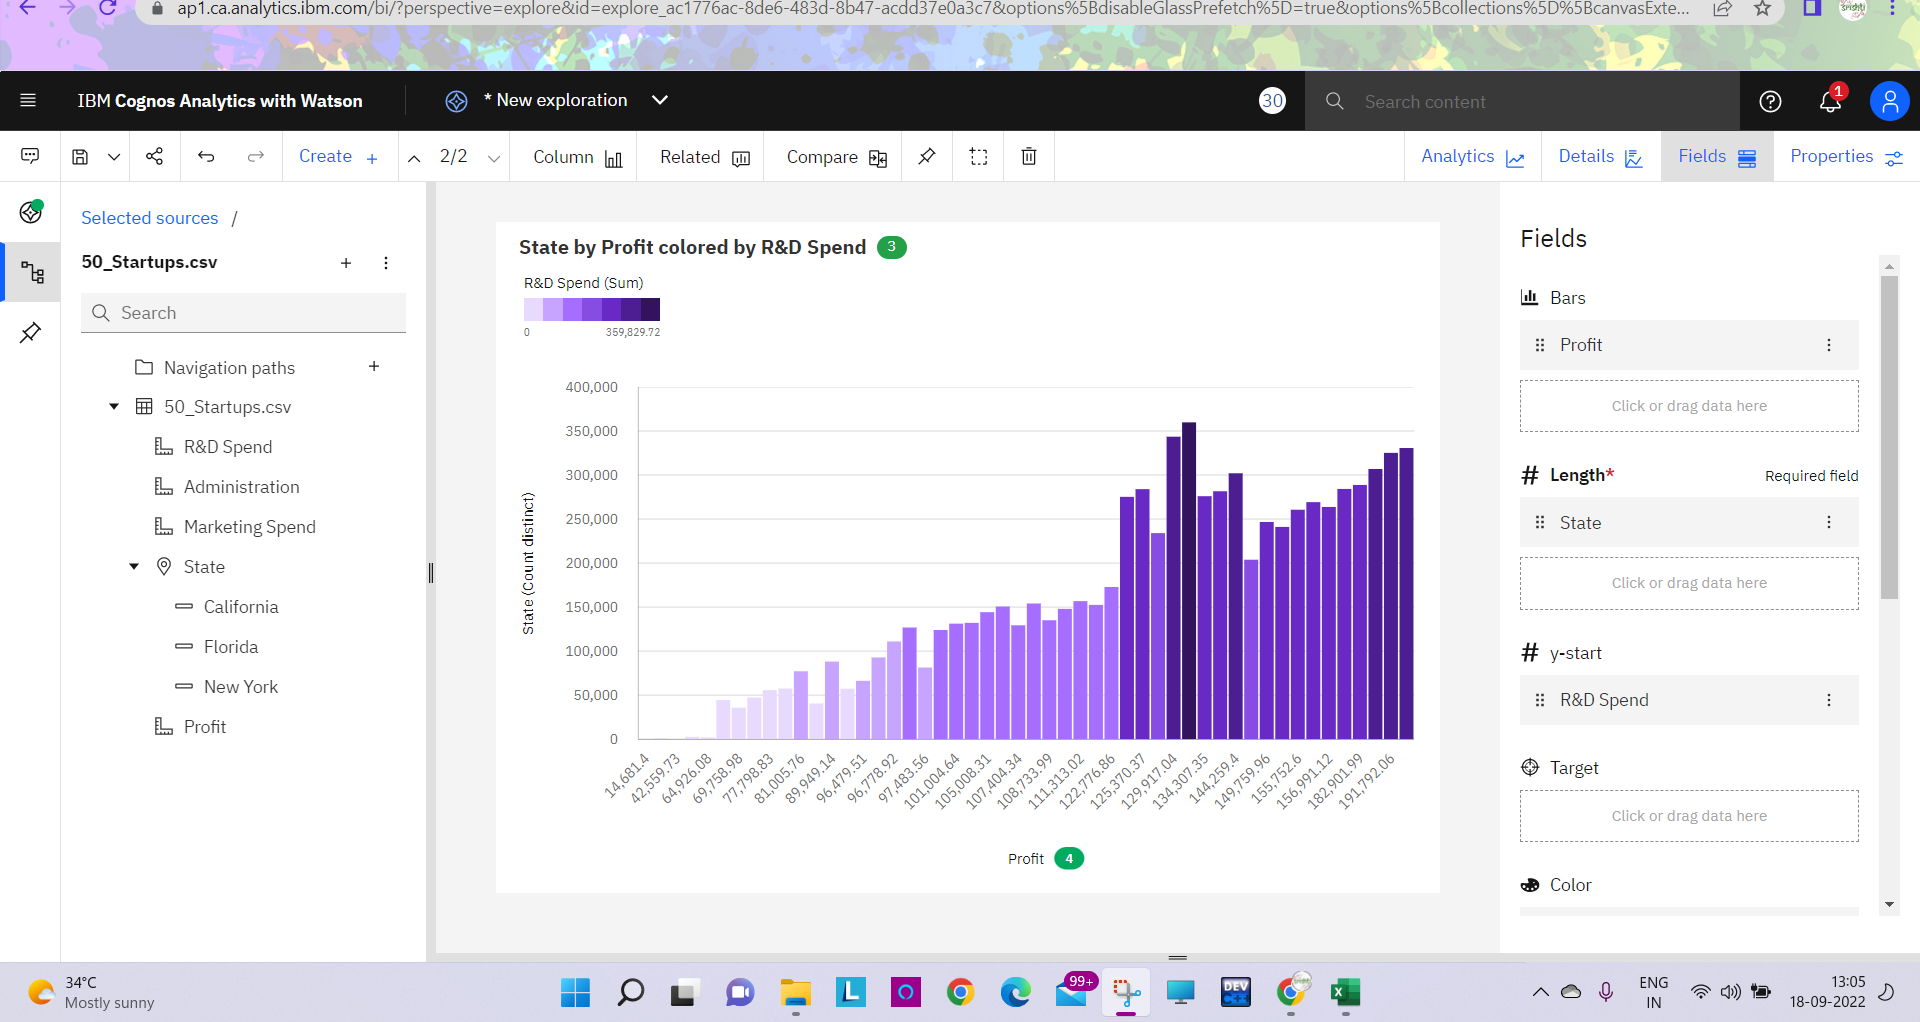 ap1.ca.analytics.ibm.com/bi/?perspective=explore&id=explore_ac1776ac-8de6-483d-8b47-acdd37e0a3c7&options%5BdisableGlassPrefetch%5D=true&options%5Bcollections%5D%5BcanvasExte...
IBM Cognos Analytics with Watson
* New exploration
30
Search content
1
Create +
2/2
Column
Related
Compare
Analytics
Details
Fields
Properties
Selected sources /
50_Startups.csv
Search
Navigation paths
50_Startups.csv
R&D Spend
Administration
Marketing Spend
State
California
Florida
New York
Profit
State by Profit colored by R&D Spend 3
R&D Spend (Sum)
0 359,829.72
State (Count distinct)
400,000
350,000
300,000
250,000
200,000
150,000
100,000
50,000
0
14,681.4
42,559.73
64,926.08
69,758.98
77,798.83
81,005.76
89,949.14
96,479.51
96,778.92
97,483.56
101,004.64
105,008.31
107,404.34
108,733.99
111,313.02
122,776.86
125,370.37
129,917.04
134,307.35
144,259.4
149,759.96
155,752.6
156,991.12
182,901.99
191,792.06
Profit 4
Fields
Bars
Profit
Click or drag data here
Length* Required field
State
Click or drag data here
y-start
R&D Spend
Target
Click or drag data here
Color
34°C
Mostly sunny
L
99+
DEV
C++
X
ENG
IN
13:05
18-09-2022